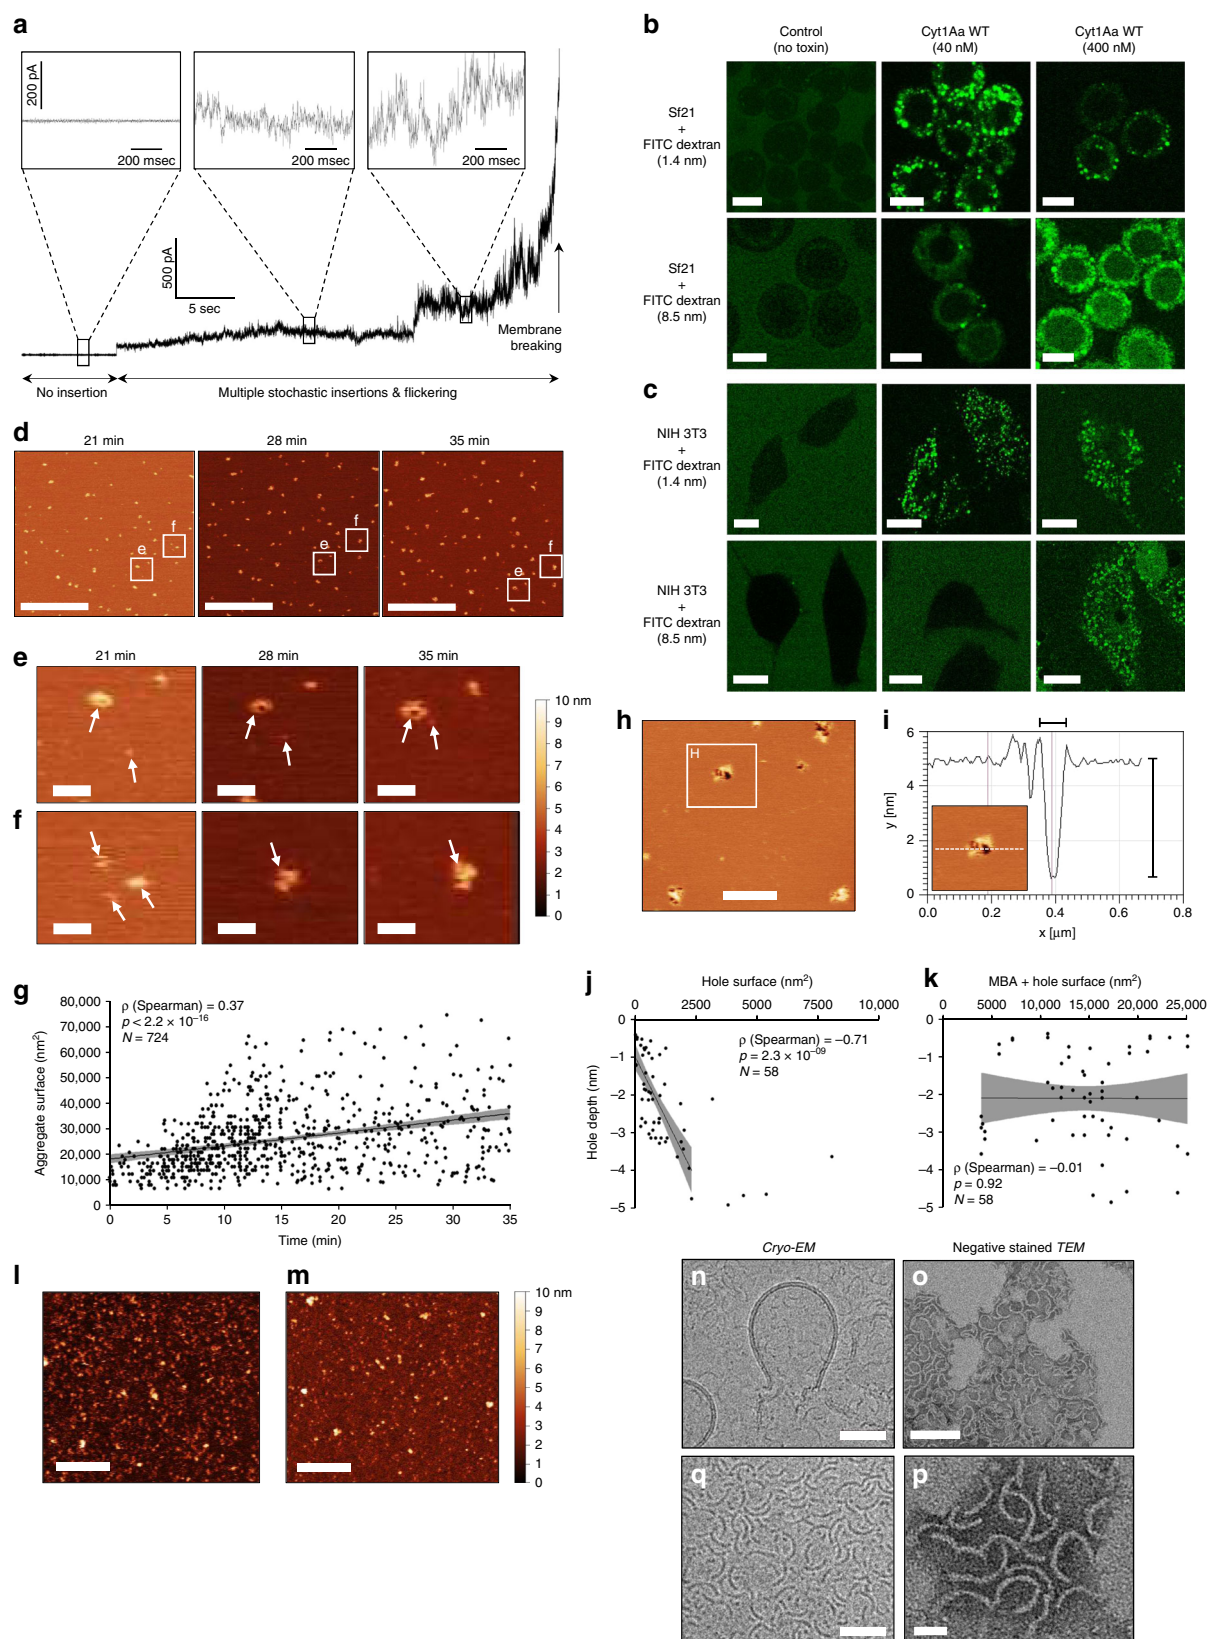 a
200 pA
200 msec
200 msec
200 msec
500 pA
5 sec
Membrane
breaking
No insertion
Multiple stochastic insertions & flickering
b
Control
(no toxin)
Cyt1Aa WT
(40 nM)
Cyt1Aa WT
(400 nM)
Sf21
+
FITC dextran
(1.4 nm)
Sf21
+
FITC dextran
(8.5 nm)
c
NIH 3T3
+
FITC dextran
(1.4 nm)
NIH 3T3
+
FITC dextran
(8.5 nm)
d
21 min
28 min
35 min
e
f
e
f
e
f
e
21 min
28 min
35 min
f
10 nm
9
8
7
6
5
4
3
2
1
0
g
Aggregate surface (nm²)
80,000
70,000
60,000
50,000
40,000
30,000
20,000
10,000
0
ρ (Spearman) = 0.37
p < 2.2 × 10⁻¹⁶
N = 724
0
5
10
15
20
25
30
35
Time (min)
h
H
i
y [nm]
6
4
2
0
0.0
0.2
0.4
0.6
0.8
x [µm]
j
Hole surface (nm²)
0
2500
5000
7500
10,000
Hole depth (nm)
0
−1
−2
−3
−4
−5
ρ (Spearman) = −0.71
p = 2.3 × 10⁻⁰⁹
N = 58
k
MBA + hole surface (nm²)
0
5000
10,000
15,000
20,000
25,000
0
−1
−2
−3
−4
−5
ρ (Spearman) = −0.01
p = 0.92
N = 58
l
m
10 nm
9
8
7
6
5
4
3
2
1
0
Cryo-EM
Negative stained TEM
n
o
q
p